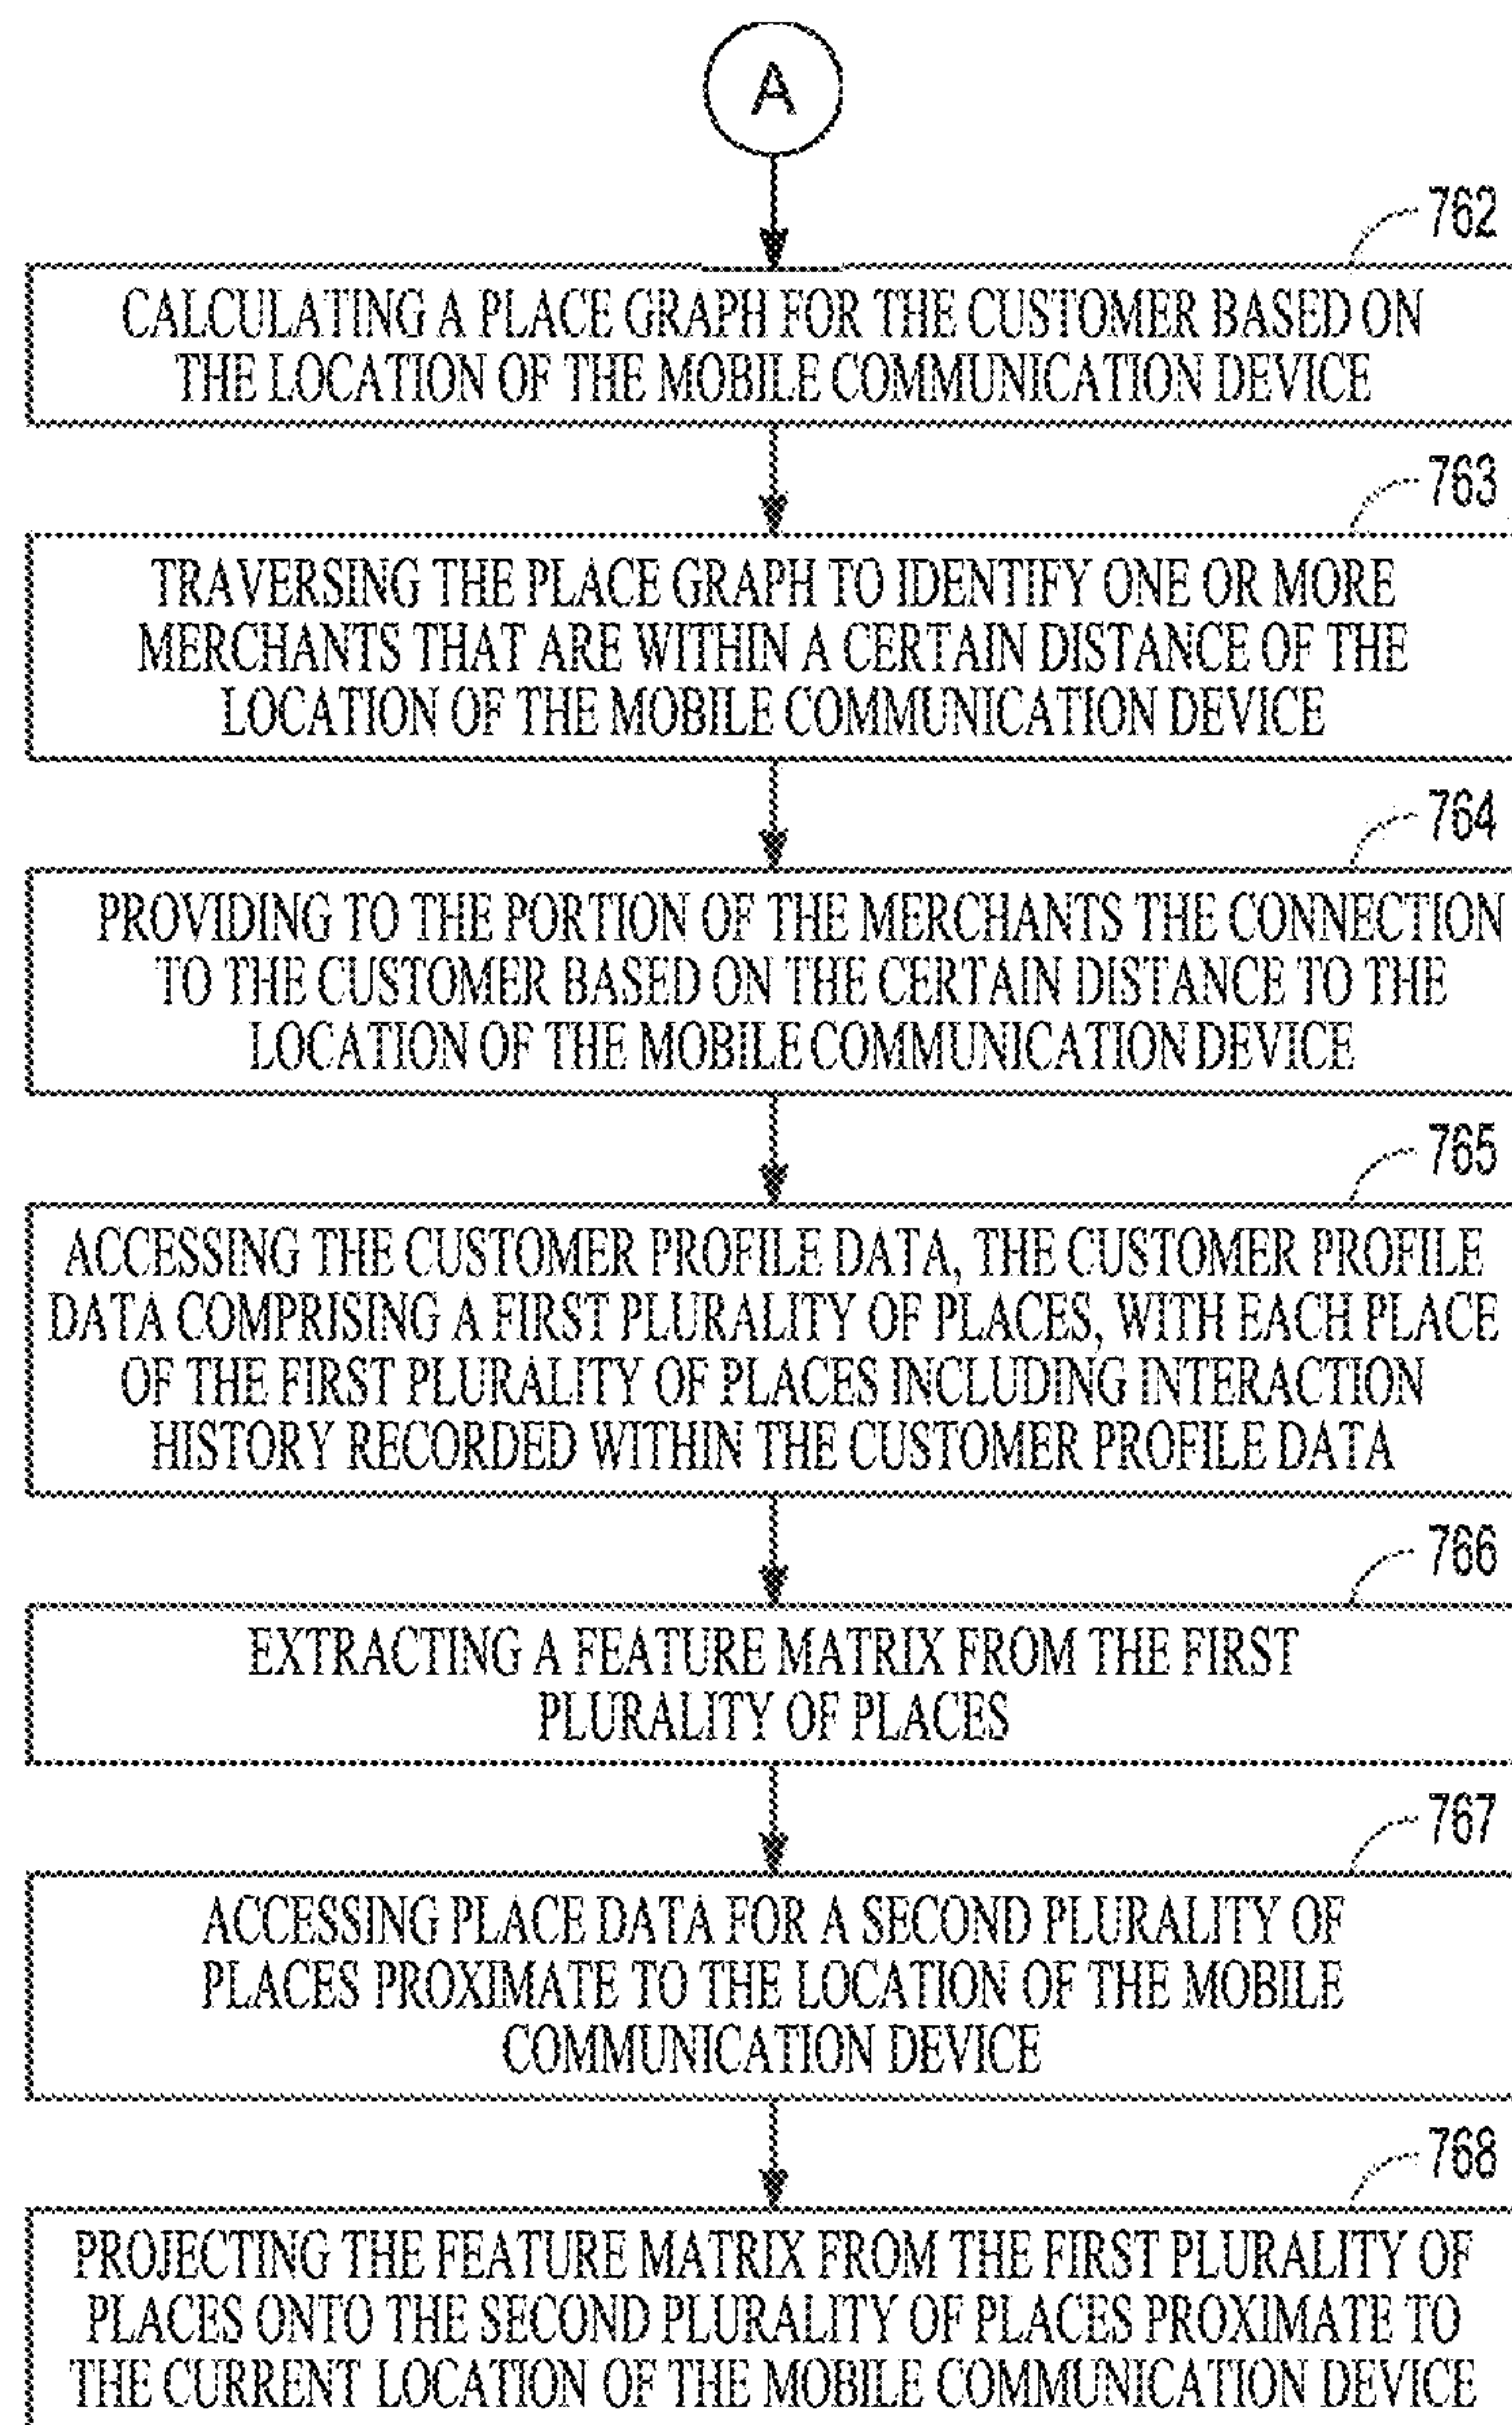 A
762
CALCULATING A PLACE GRAPH FOR THE CUSTOMER BASED ON
THE LOCATION OF THE MOBILE COMMUNICATION DEVICE
763
TRAVERSING THE PLACE GRAPH TO IDENTIFY ONE OR MORE
MERCHANTS THAT ARE WITHIN A CERTAIN DISTANCE OF THE
LOCATION OF THE MOBILE COMMUNICATION DEVICE
764
PROVIDING TO THE PORTION OF THE MERCHANTS THE CONNECTION
TO THE CUSTOMER BASED ON THE CERTAIN DISTANCE TO THE
LOCATION OF THE MOBILE COMMUNICATION DEVICE
765
ACCESSING THE CUSTOMER PROFILE DATA, THE CUSTOMER PROFILE
DATA COMPRISING A FIRST PLURALITY OF PLACES, WITH EACH PLACE
OF THE FIRST PLURALITY OF PLACES INCLUDING INTERACTION
HISTORY RECORDED WITHIN THE CUSTOMER PROFILE DATA
766
EXTRACTING A FEATURE MATRIX FROM THE FIRST
PLURALITY OF PLACES
767
ACCESSING PLACE DATA FOR A SECOND PLURALITY OF
PLACES PROXIMATE TO THE LOCATION OF THE MOBILE
COMMUNICATION DEVICE
768
PROJECTING THE FEATURE MATRIX FROM THE FIRST PLURALITY OF
PLACES ONTO THE SECOND PLURALITY OF PLACES PROXIMATE TO
THE CURRENT LOCATION OF THE MOBILE COMMUNICATION DEVICE